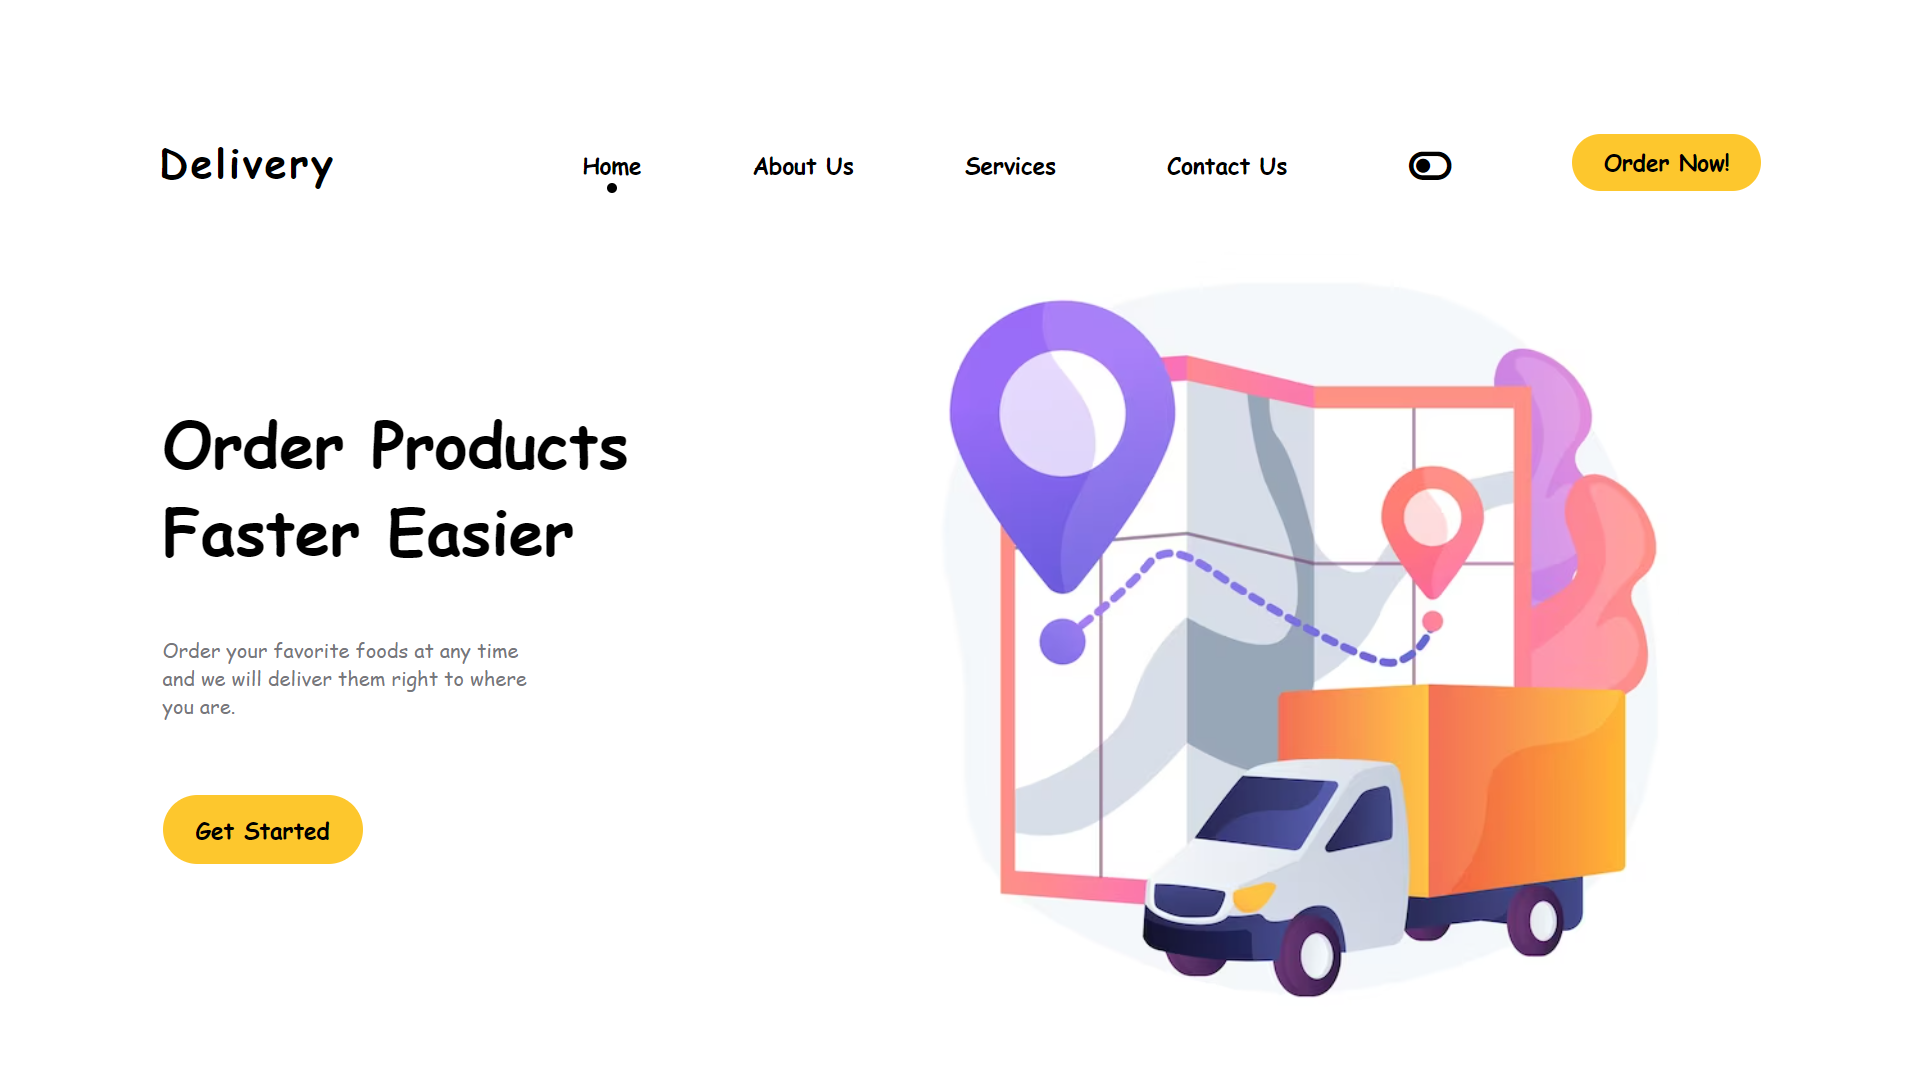 Delivery
Home
About Us
Services
Contact Us
Order Now!
Order Products
Faster Easier
Order your favorite foods at any time
and we will deliver them right to where
you are.
Get Started